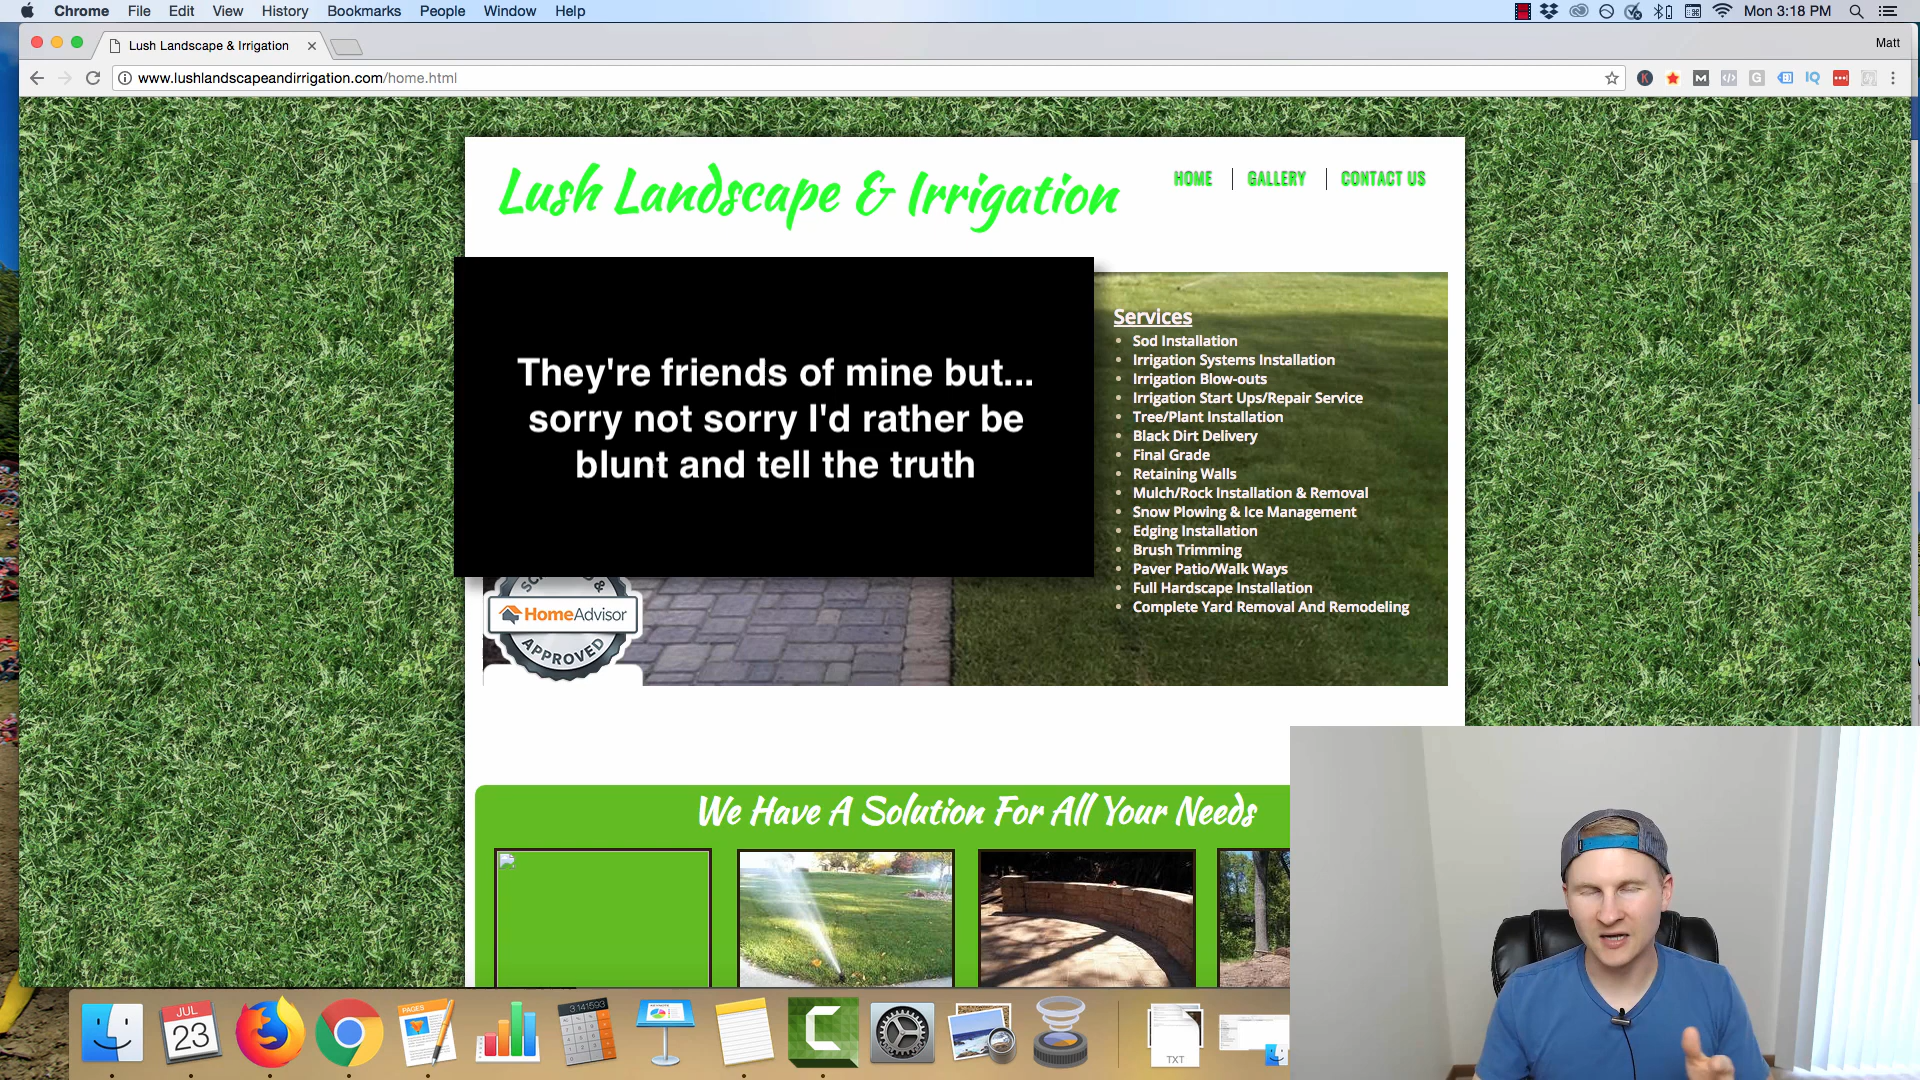 Chrome File Edit View History Bookmarks People Window Help
Mon 3:18 PM
Lush Landscape & Irrigation
Matt
www.lushlandscapeandirrigation.com/home.html
Lush Landscape & Irrigation
HOME GALLERY CONTACT US
They're friends of mine but...
sorry not sorry I'd rather be
blunt and tell the truth
Services
Sod Installation
Irrigation Systems Installation
Irrigation Blow-outs
Irrigation Start Ups/Repair Service
Tree/Plant Installation
Black Dirt Delivery
Final Grade
Retaining Walls
Mulch/Rock Installation & Removal
Snow Plowing & Ice Management
Edging Installation
Brush Trimming
Paver Patio/Walk Ways
Full Hardscape Installation
Complete Yard Removal And Remodeling
HomeAdvisor
APPROVED
We Have A Solution For All Your Needs
JUL
23
PAGES
3.141593
TXT